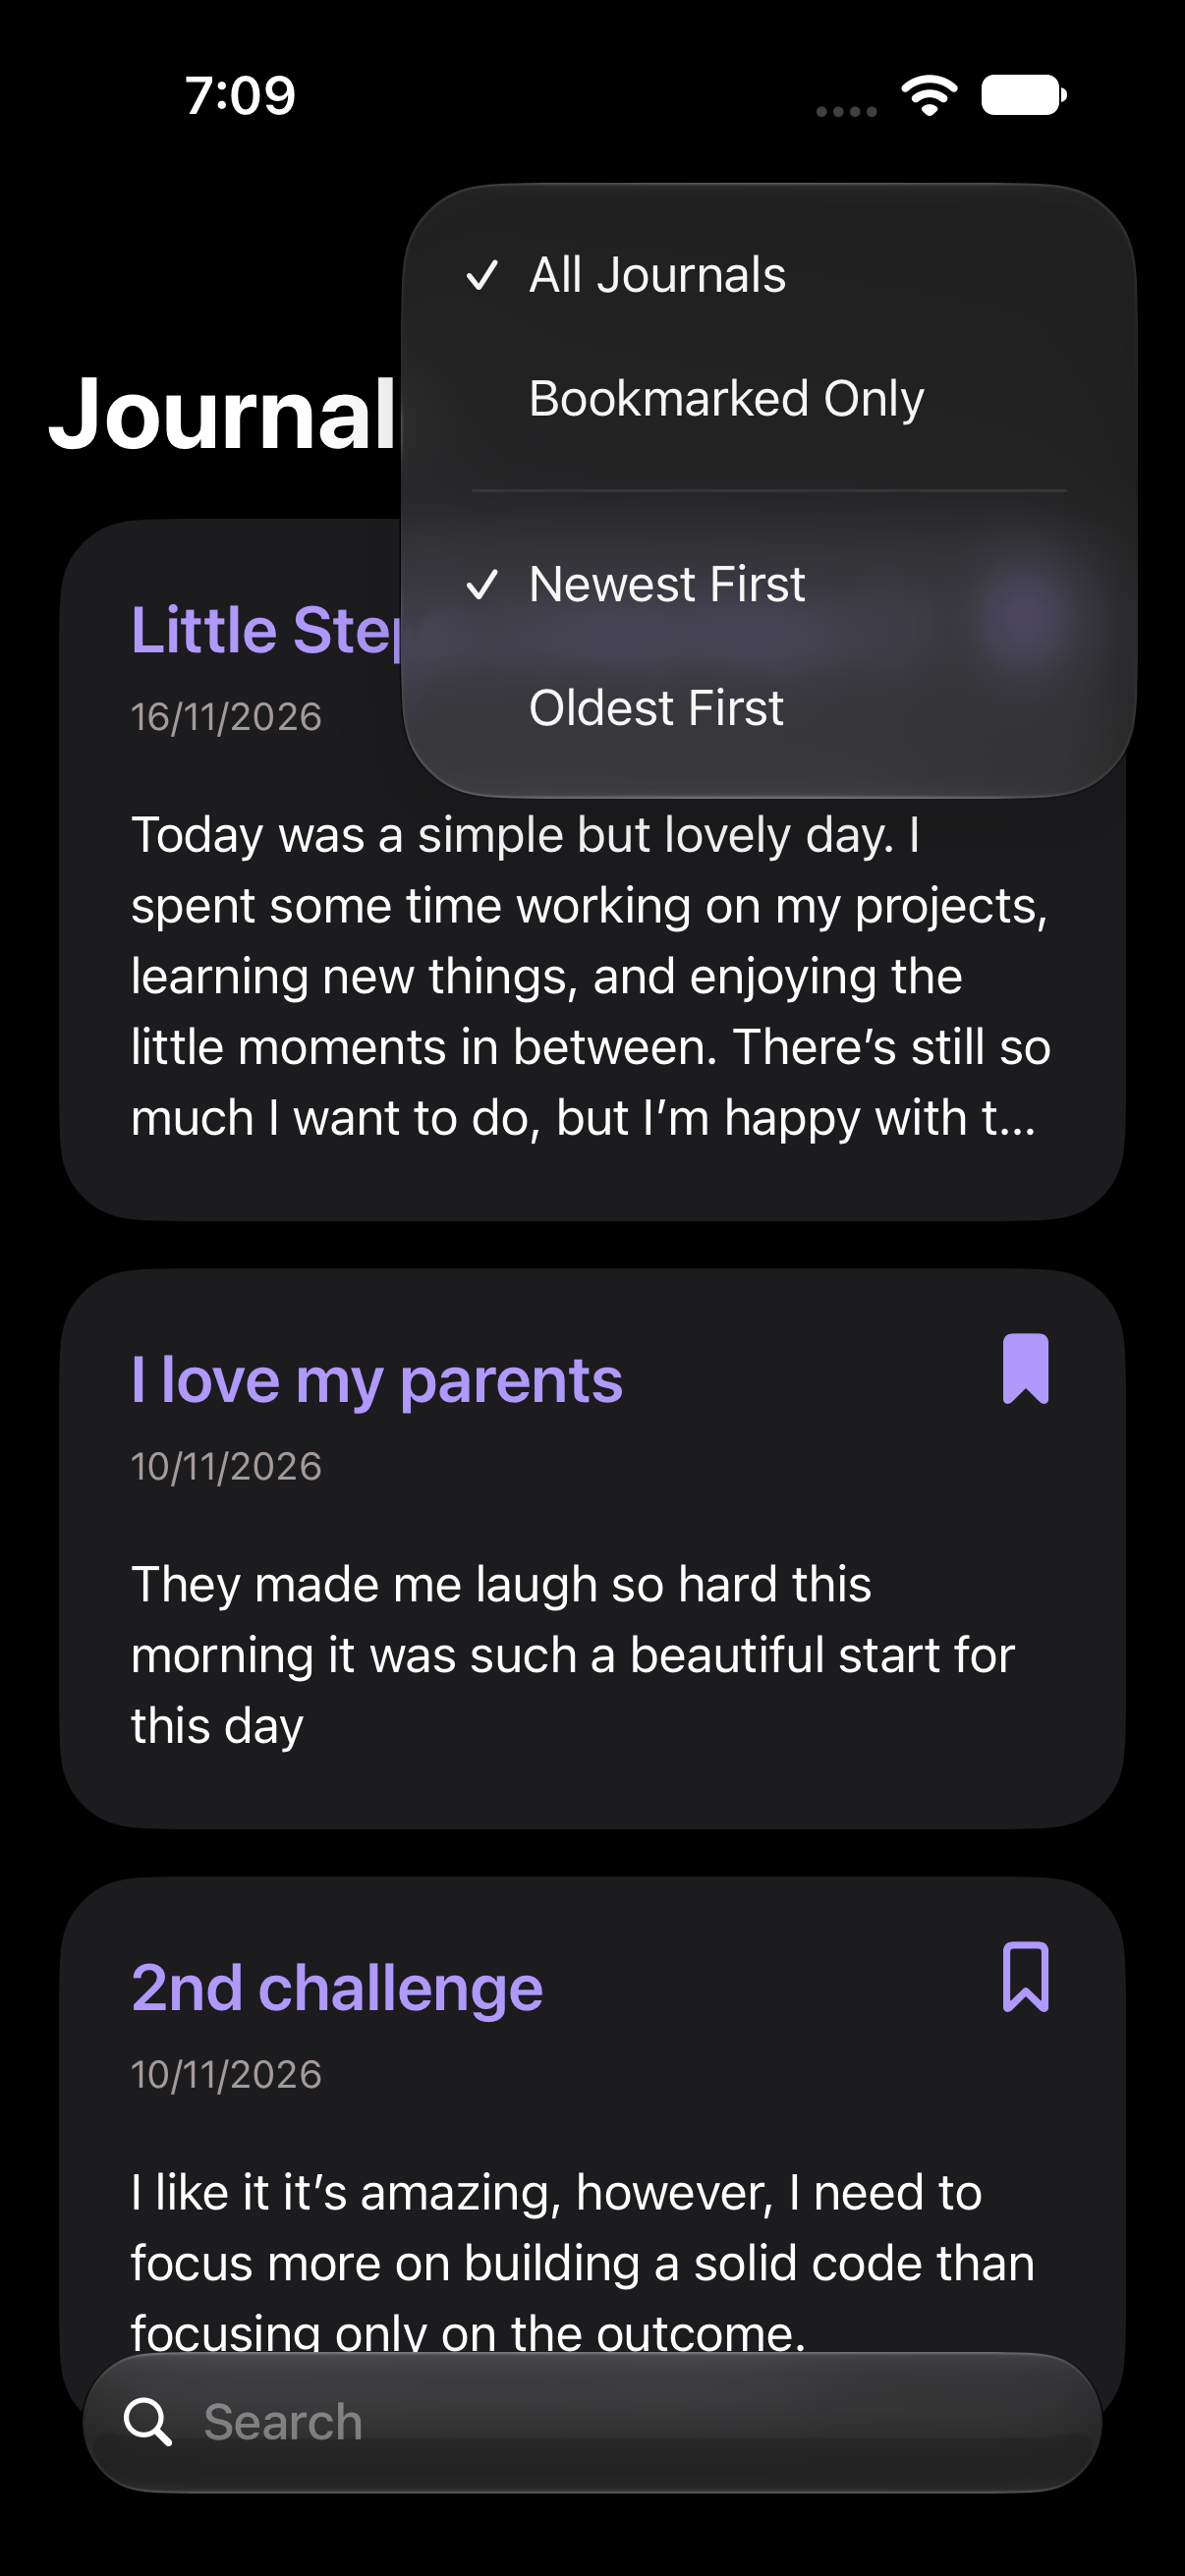 7:09
All Journals
Bookmarked Only
Journal
Newest First
Oldest First
Little
16/11/2026
Today was a simple but lovely day. I
spent some time working on my projects,
learning new things, and enjoying the
little moments in between. There’s still so
much I want to do, but I’m happy with t...
I love my parents
10/11/2026
They made me laugh so hard this
morning it was such a beautiful start for
this day
2nd challenge
10/11/2026
I like it it’s amazing, however, I need to
focus more on building a solid code than
focusing only on the outcome.
Search